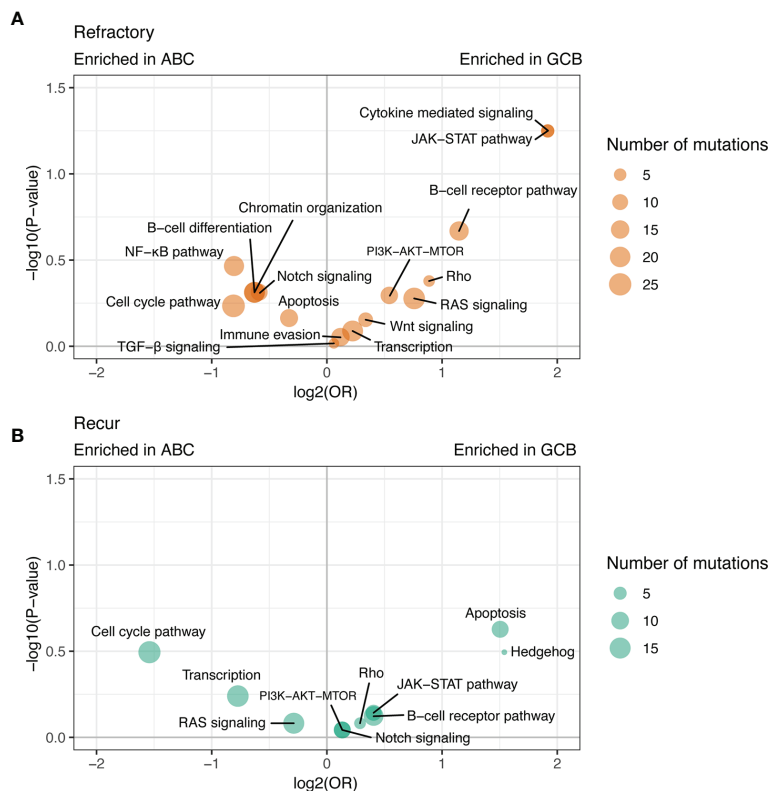 A
Refractory
Enriched in ABC
Enriched in GCB
1.5
1.0
0.5
0.0
−log10(P−value)
Cytokine mediated signaling
JAK−STAT pathway
B−cell receptor pathway
Chromatin organization
B−cell differentiation
NF−κB pathway
PI3K−AKT−MTOR
Notch signaling
Rho
Cell cycle pathway
Apoptosis
RAS signaling
Immune evasion
Wnt signaling
TGF−β signaling
Transcription
−2
−1
0
1
2
log2(OR)
Number of mutations
5
10
15
20
25
B
Recur
Enriched in ABC
Enriched in GCB
1.5
1.0
0.5
0.0
−log10(P−value)
Apoptosis
Cell cycle pathway
Hedgehog
Transcription
Rho
JAK−STAT pathway
PI3K−AKT−MTOR
RAS signaling
B−cell receptor pathway
Notch signaling
−2
−1
0
1
2
log2(OR)
Number of mutations
5
10
15